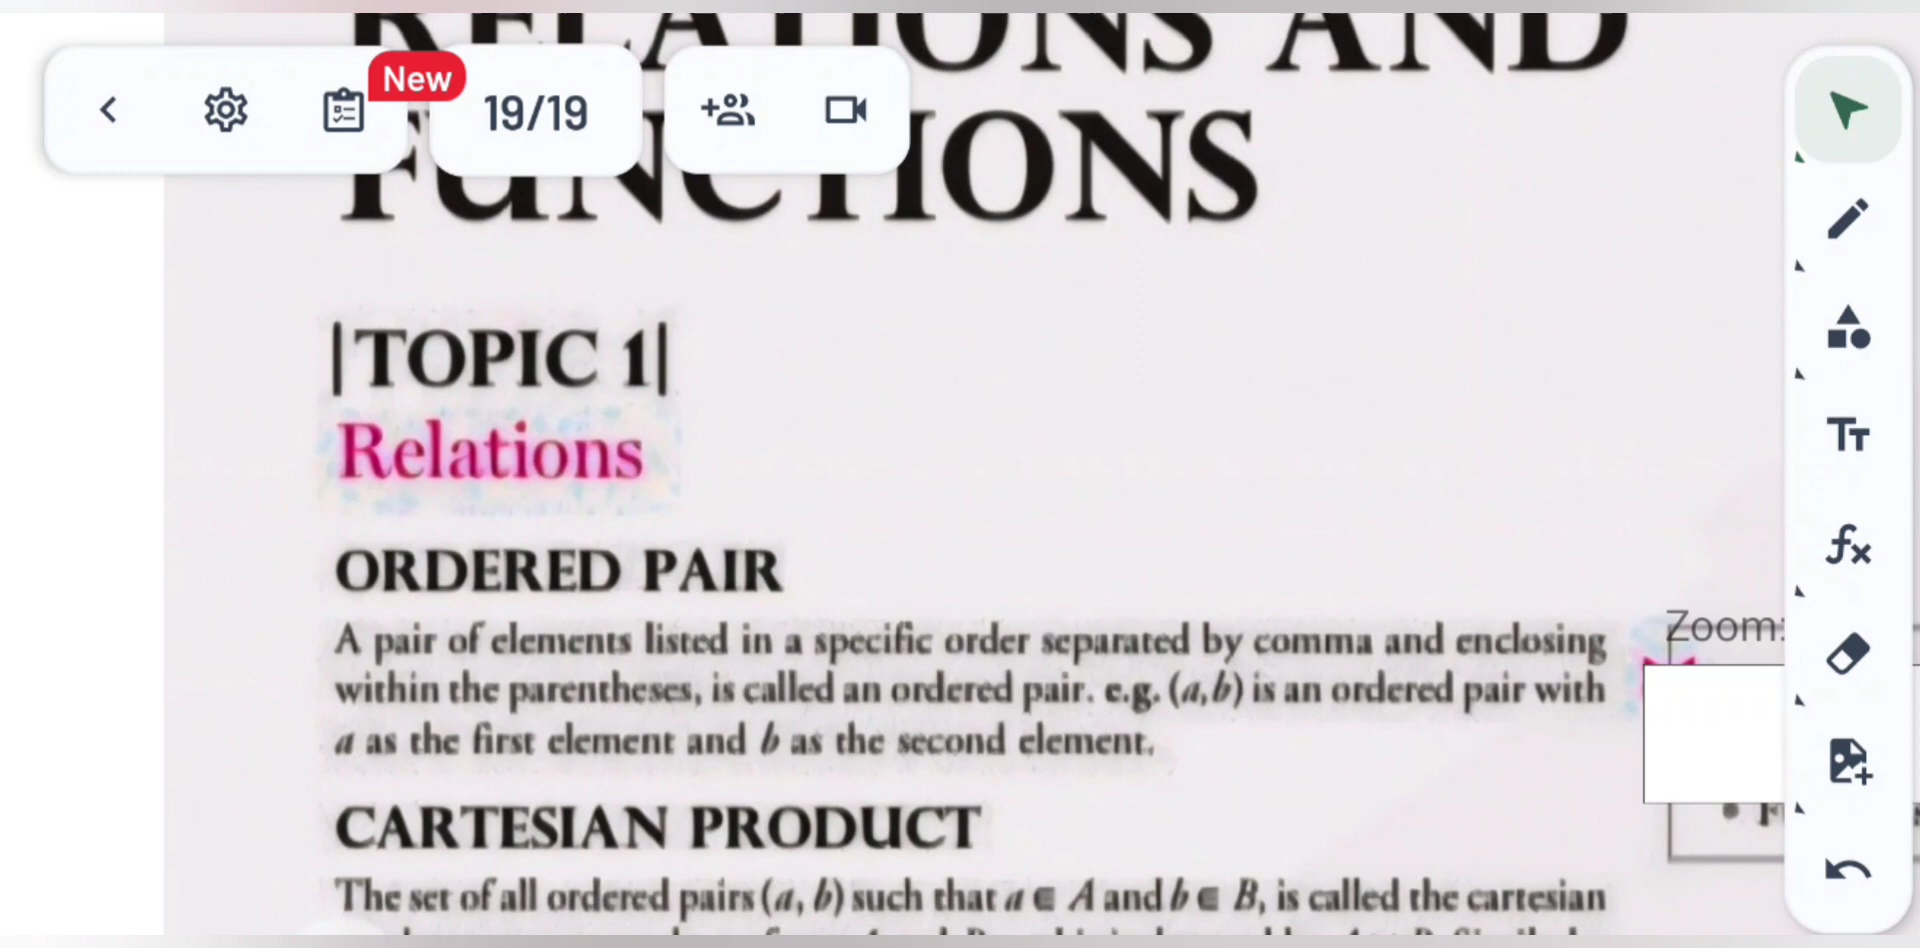 RELATIONS AND
New
19/19
FUNCTIONS
|TOPIC 1|
Relations
ORDERED PAIR
A pair of elements listed in a specific order separated by comma and enclosing
within the parentheses, is called an ordered pair. e.g. (a,b) is an ordered pair with
a as the first element and b as the second element.
Zoom:
CARTESIAN PRODUCT
The set of all ordered pairs (a, b) such that a ∈ A and b ∈ B, is called the cartesian